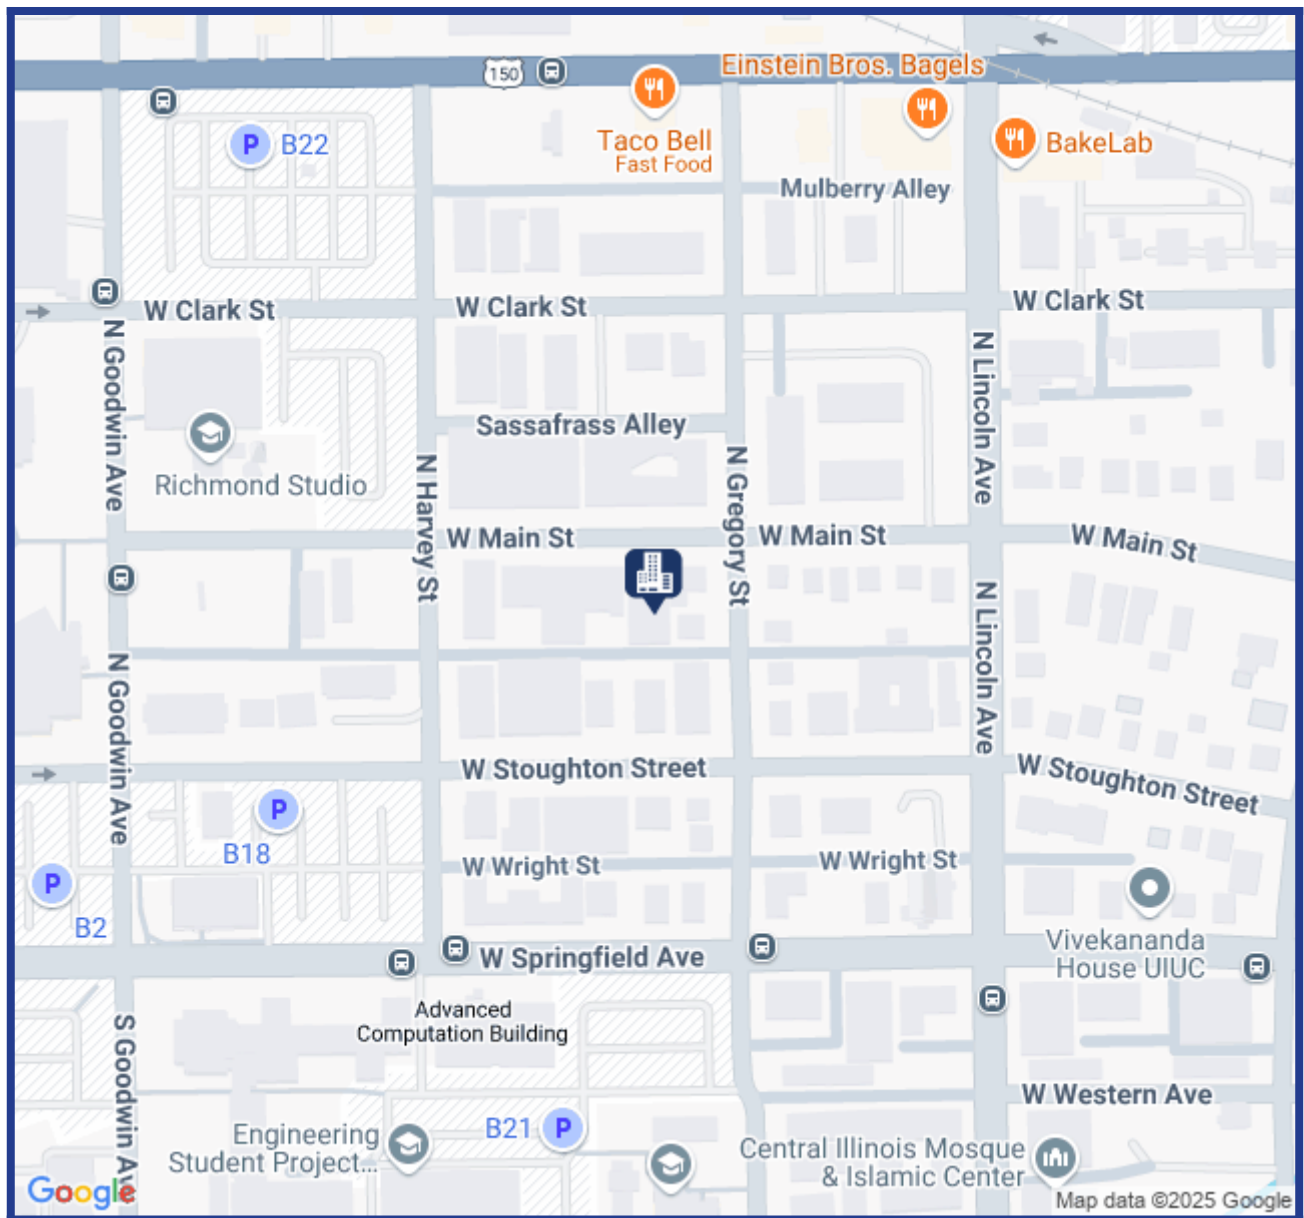 150
Einstein Bros. Bagels
Taco Bell
Fast Food
P
B22
BakeLab
Mulberry Alley
W Clark St
W Clark St
W Clark St
N Goodwin Ave
N Lincoln Ave
Sassafrass Alley
Richmond Studio
N Harvey St
N Gregory St
W Main St
W Main St
W Main St
N Goodwin Ave
N Lincoln Ave
W Stoughton Street
W Stoughton Street
P
B18
P
B2
W Wright St
W Wright St
Vivekananda
House UIUC
W Springfield Ave
Advanced
Computation Building
S Goodwin Ave
W Western Ave
Engineering
Student Project...
B21
P
Central Illinois Mosque
& Islamic Center
Google
Map data ©2025 Google